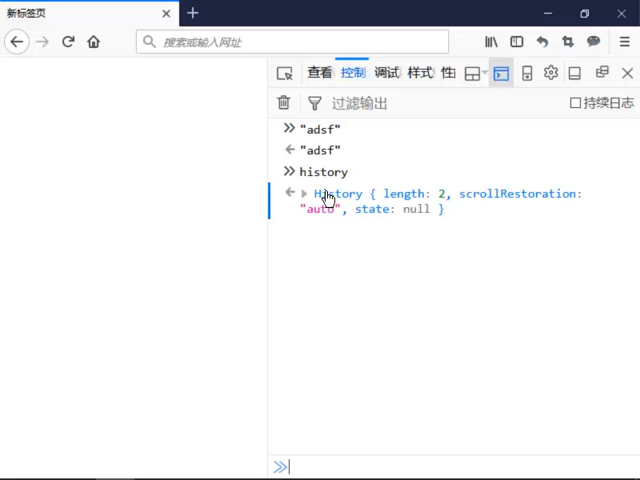 新标签页
搜索或输入网址
查看 控制 调试 样式 性
过滤输出
持续日志
"adsf"
"adsf"
history
History { length: 2, scrollRestoration:
"auto", state: null }